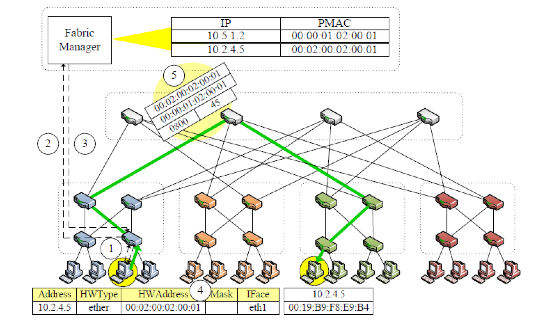 IP PMAC
Fabric Manager
10.5.1.2 00:00:01:02:00:01
10.2.4.5 00:02:00:02:00:01
5
00:02:00:02:00:01
00:00:01:02:00:01
0800 45
2 3
1
4
Address HWType HWAddress Mask IFace
10.2.4.5 ether 00:02:00:02:00:01 eth1
10.2.4.5
00:19:B9:F8:E9:B4